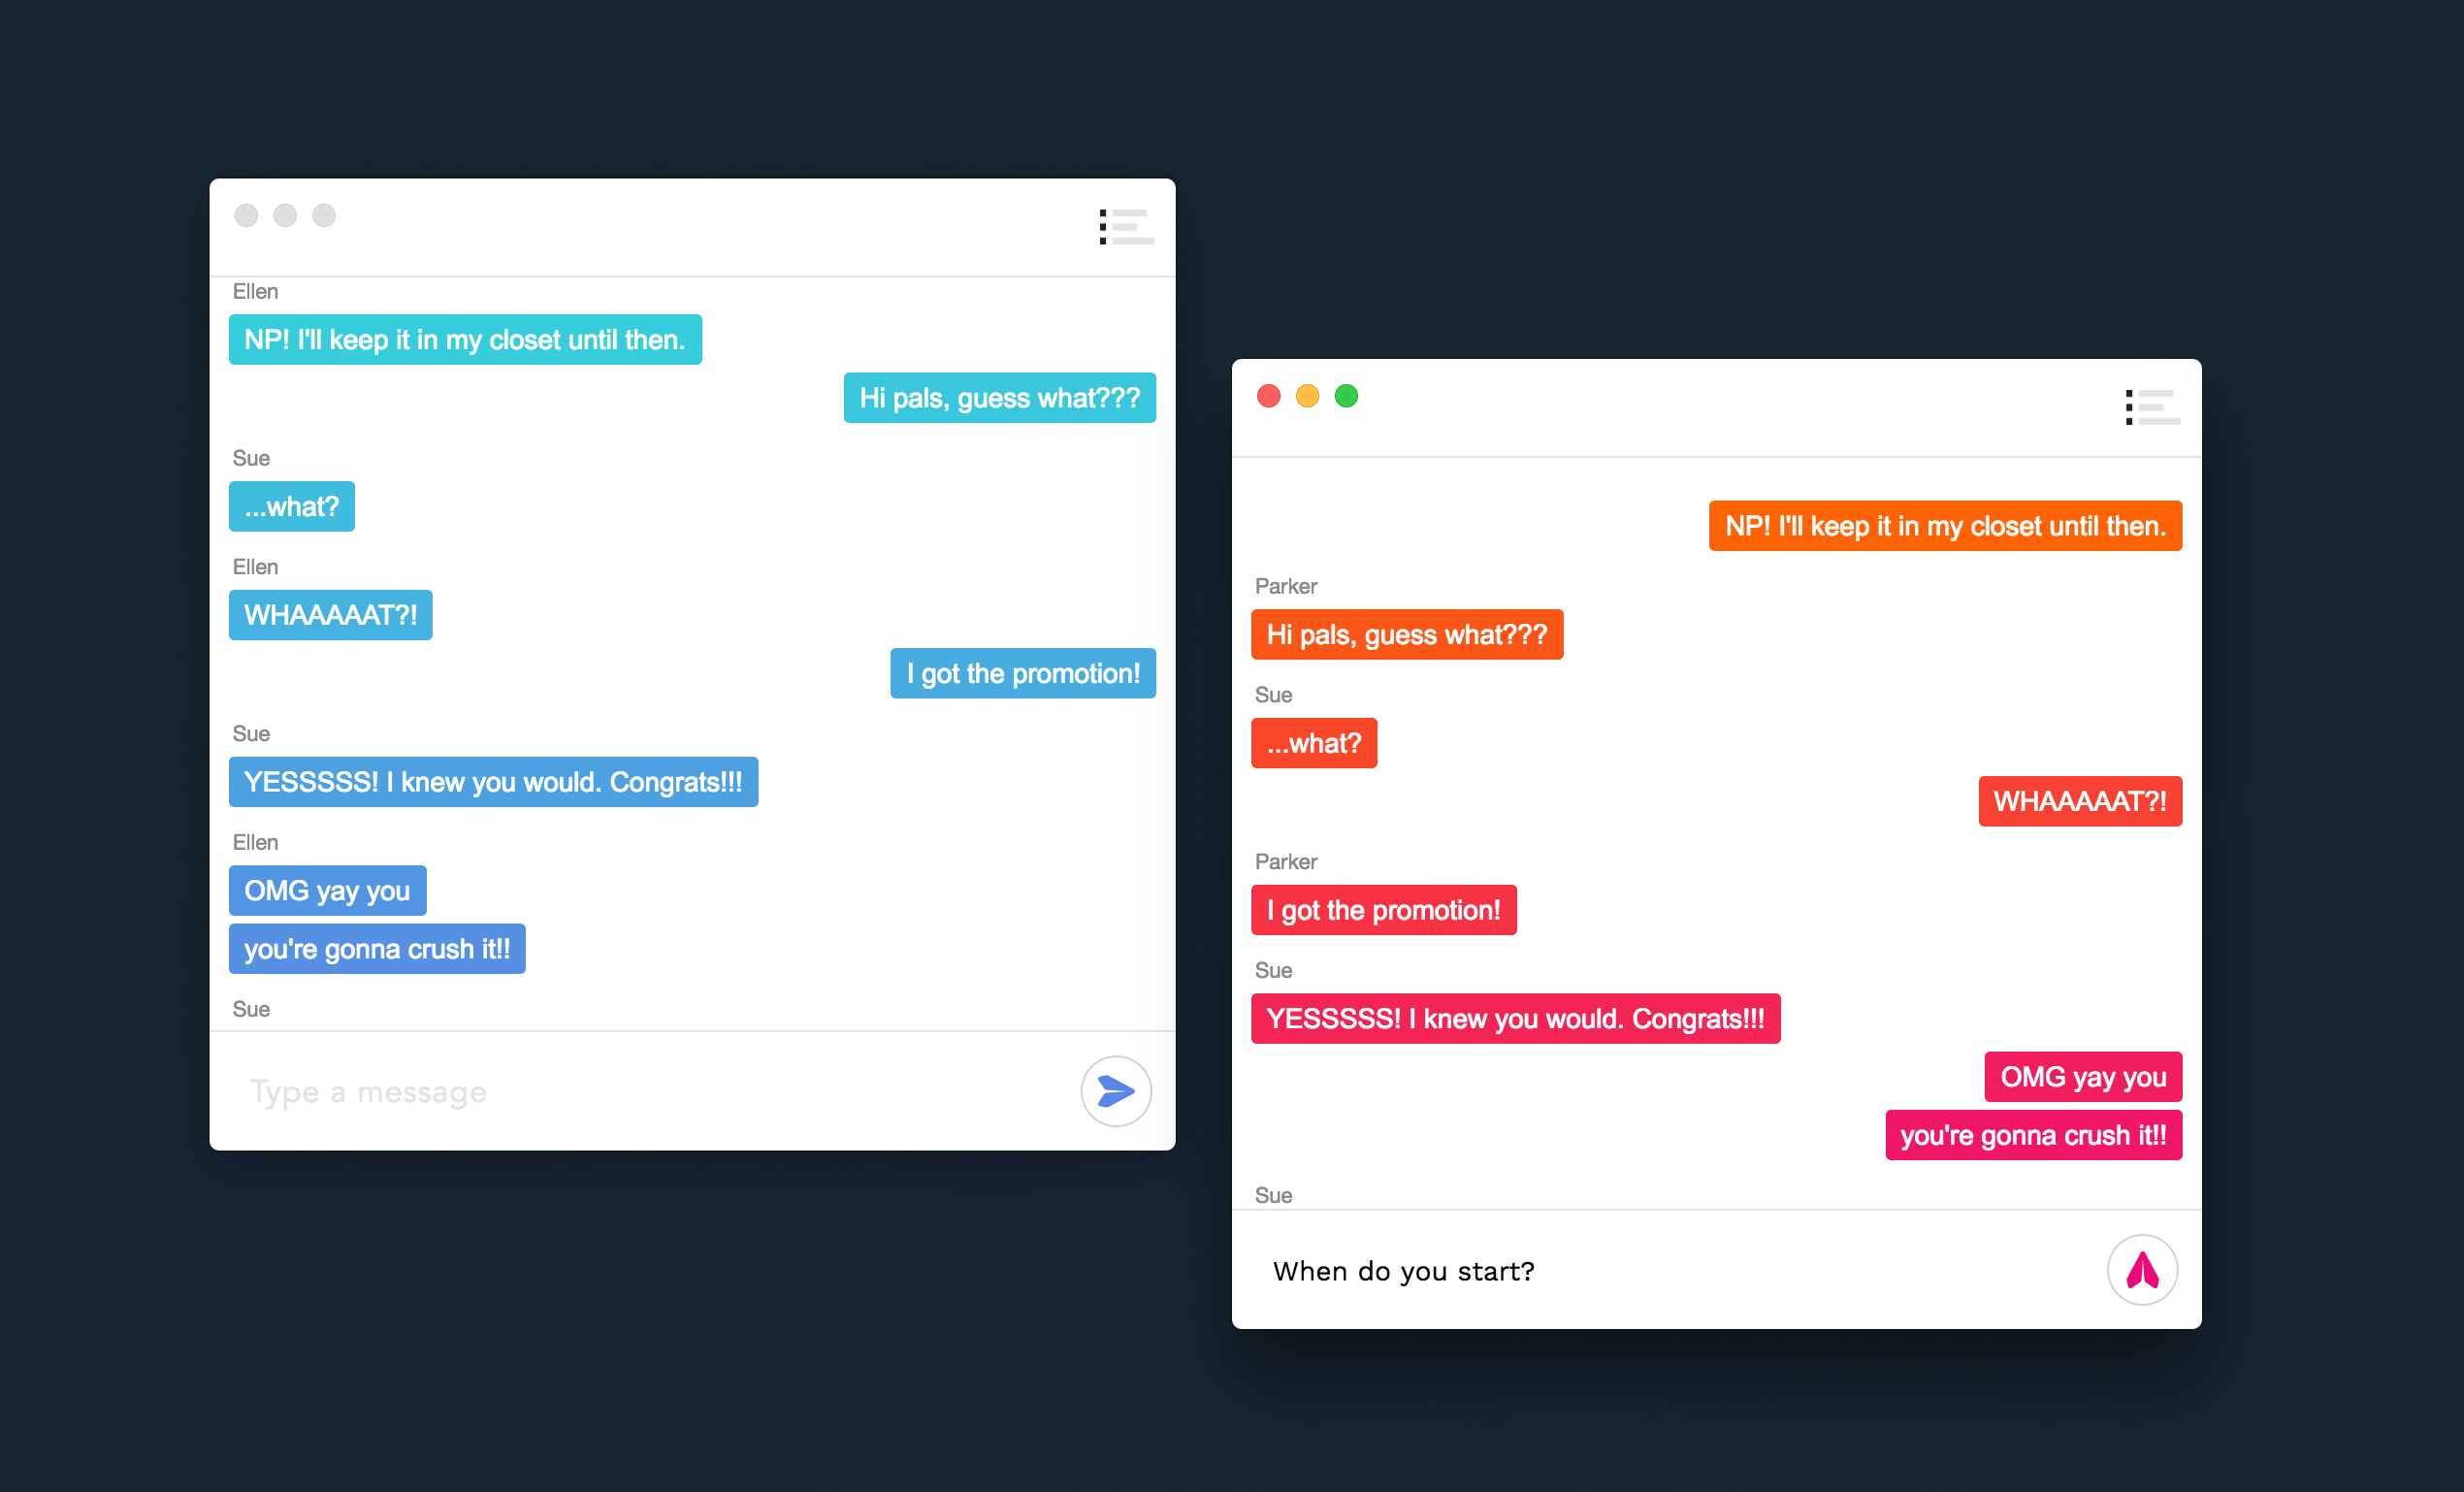 Ellen
NP! I'll keep it in my closet until then.
Hi pals, guess what???
Sue
...what?
Ellen
WHAAAAAT?!
I got the promotion!
Sue
YESSSSS! I knew you would. Congrats!!!
Ellen
OMG yay you
you're gonna crush it!!
Sue
Type a message
NP! I'll keep it in my closet until then.
Parker
Hi pals, guess what???
Sue
...what?
WHAAAAAT?!
Parker
I got the promotion!
Sue
YESSSSS! I knew you would. Congrats!!!
OMG yay you
you're gonna crush it!!
Sue
When do you start?